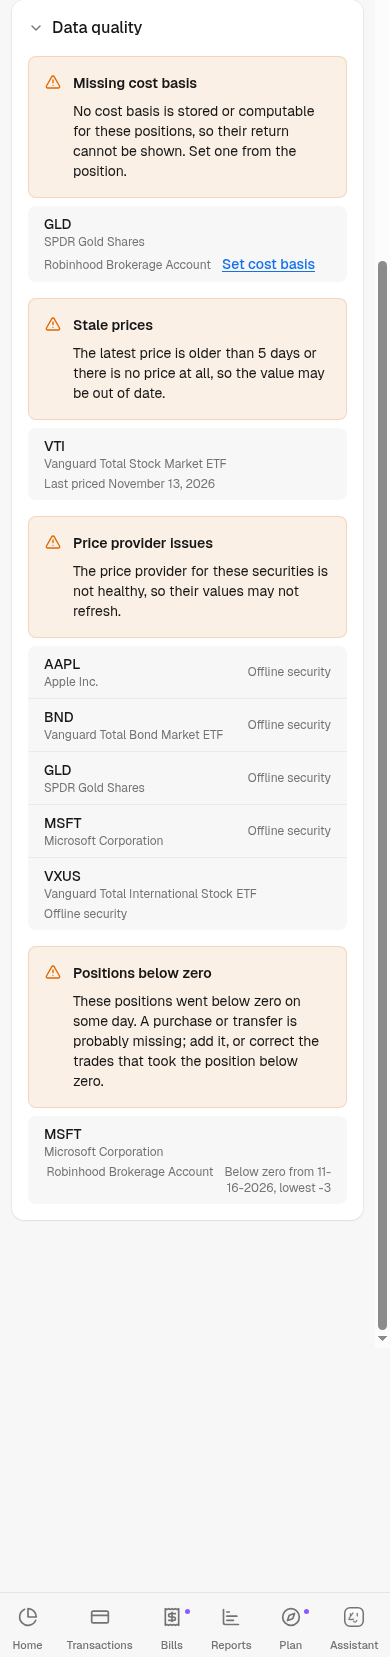 Data quality
Missing cost basis
No cost basis is stored or computable
for these positions, so their return
cannot be shown. Set one from the
position.
GLD
SPDR Gold Shares
Robinhood Brokerage Account Set cost basis
Stale prices
The latest price is older than 5 days or
there is no price at all, so the value may
be out of date.
VTI
Vanguard Total Stock Market ETF
Last priced November 13, 2026
Price provider issues
The price provider for these securities is
not healthy, so their values may not
refresh.
AAPL
Apple Inc.
Offline security
BND
Vanguard Total Bond Market ETF
Offline security
GLD
SPDR Gold Shares
Offline security
MSFT
Microsoft Corporation
Offline security
VXUS
Vanguard Total International Stock ETF
Offline security
Positions below zero
These positions went below zero on
some day. A purchase or transfer is
probably missing; add it, or correct the
trades that took the position below
zero.
MSFT
Microsoft Corporation
Robinhood Brokerage Account Below zero from 11-
16-2026, lowest -3
Home Transactions Bills Reports Plan Assistant